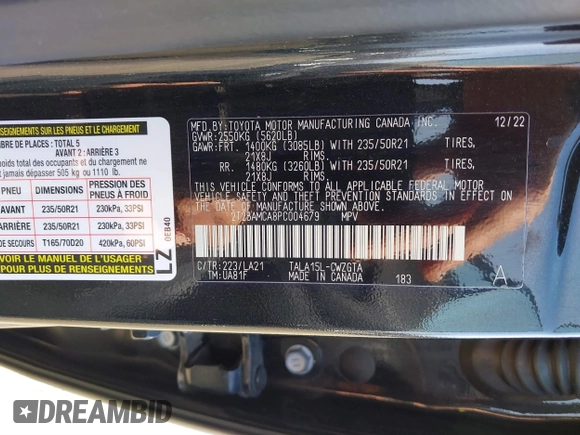 ENSEIGNEMENTS SUR LES PNEUS ET LE CHARGEMENT
MBRE DE PLACES : TOTAL 5
AVANT 2 : ARRIÈRE 3
poids total des occupants et du chargement ne
jamais dépasser 505 kg ou 1110 lb.
PNEU DIMENSIONS PRESSION DES PNEUS À FROID
AVANT 235/50R21 230kPa, 33PSI
ARRIÈRE 235/50R21 230kPa, 33PSI
DE SECOURS T165/70D20 420kPa, 60PSI
OIR LE MANUEL DE L'USAGER
PLUS DE RENSEIGNEMENTS
LZ 0EB40
MFD.BY:TOYOTA MOTOR MANUFACTURING CANADA INC. 12/22
GVWR:2550KG (5620LB)
GAWR:FRT. 1400KG (3085LB) WITH 235/50R21 TIRES,
21X8J RIMS.
RR. 1480KG (3260LB) WITH 235/50R21 TIRES,
21X8J RIMS.
THIS VEHICLE CONFORMS TO ALL APPLICABLE FEDERAL MOTOR
VEHICLE SAFETY AND THEFT PREVENTION STANDARDS IN EFFECT
ON THE DATE OF MANUFACTURE SHOWN ABOVE.
2T2BAMCA8PC004679 MPV
C/TR:223/LA21 TALA15L-CWZGTA
TM:UA81F MADE IN CANADA 183 A
DREAMBID